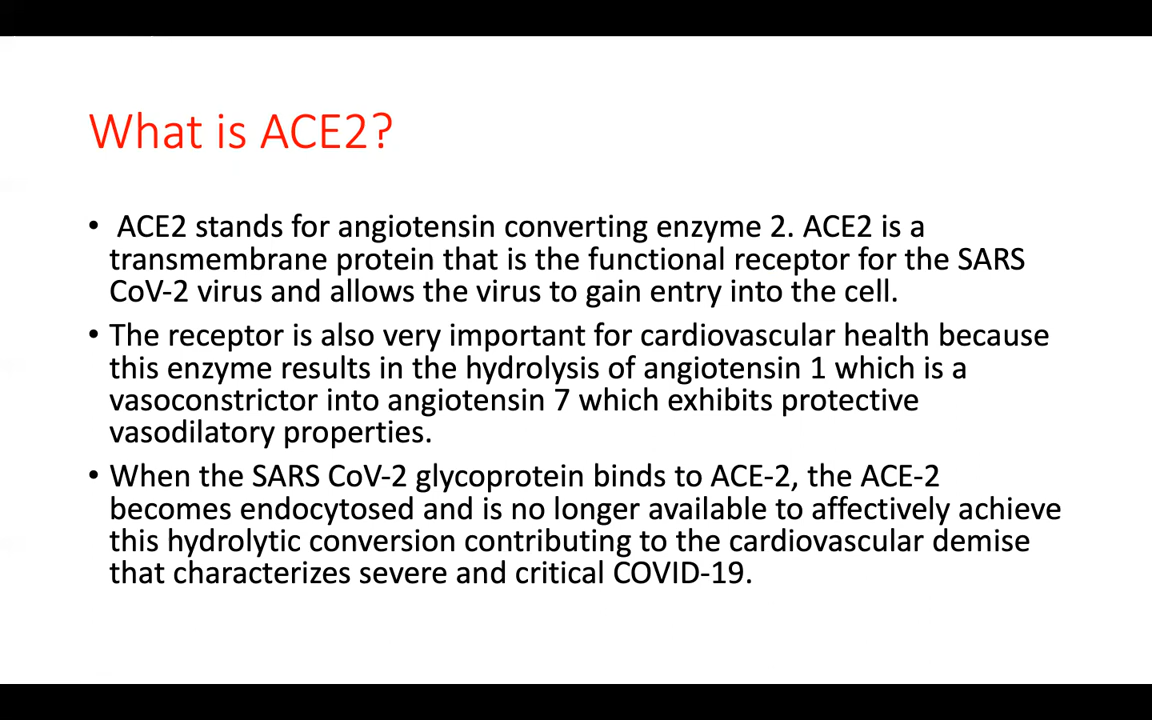 What is ACE2?
• ACE2 stands for angiotensin converting enzyme 2. ACE2 is a
transmembrane protein that is the functional receptor for the SARS
CoV-2 virus and allows the virus to gain entry into the cell.
• The receptor is also very important for cardiovascular health because
this enzyme results in the hydrolysis of angiotensin 1 which is a
vasoconstrictor into angiotensin 7 which exhibits protective
vasodilatory properties.
• When the SARS CoV-2 glycoprotein binds to ACE-2, the ACE-2
becomes endocytosed and is no longer available to affectively achieve
this hydrolytic conversion contributing to the cardiovascular demise
that characterizes severe and critical COVID-19.